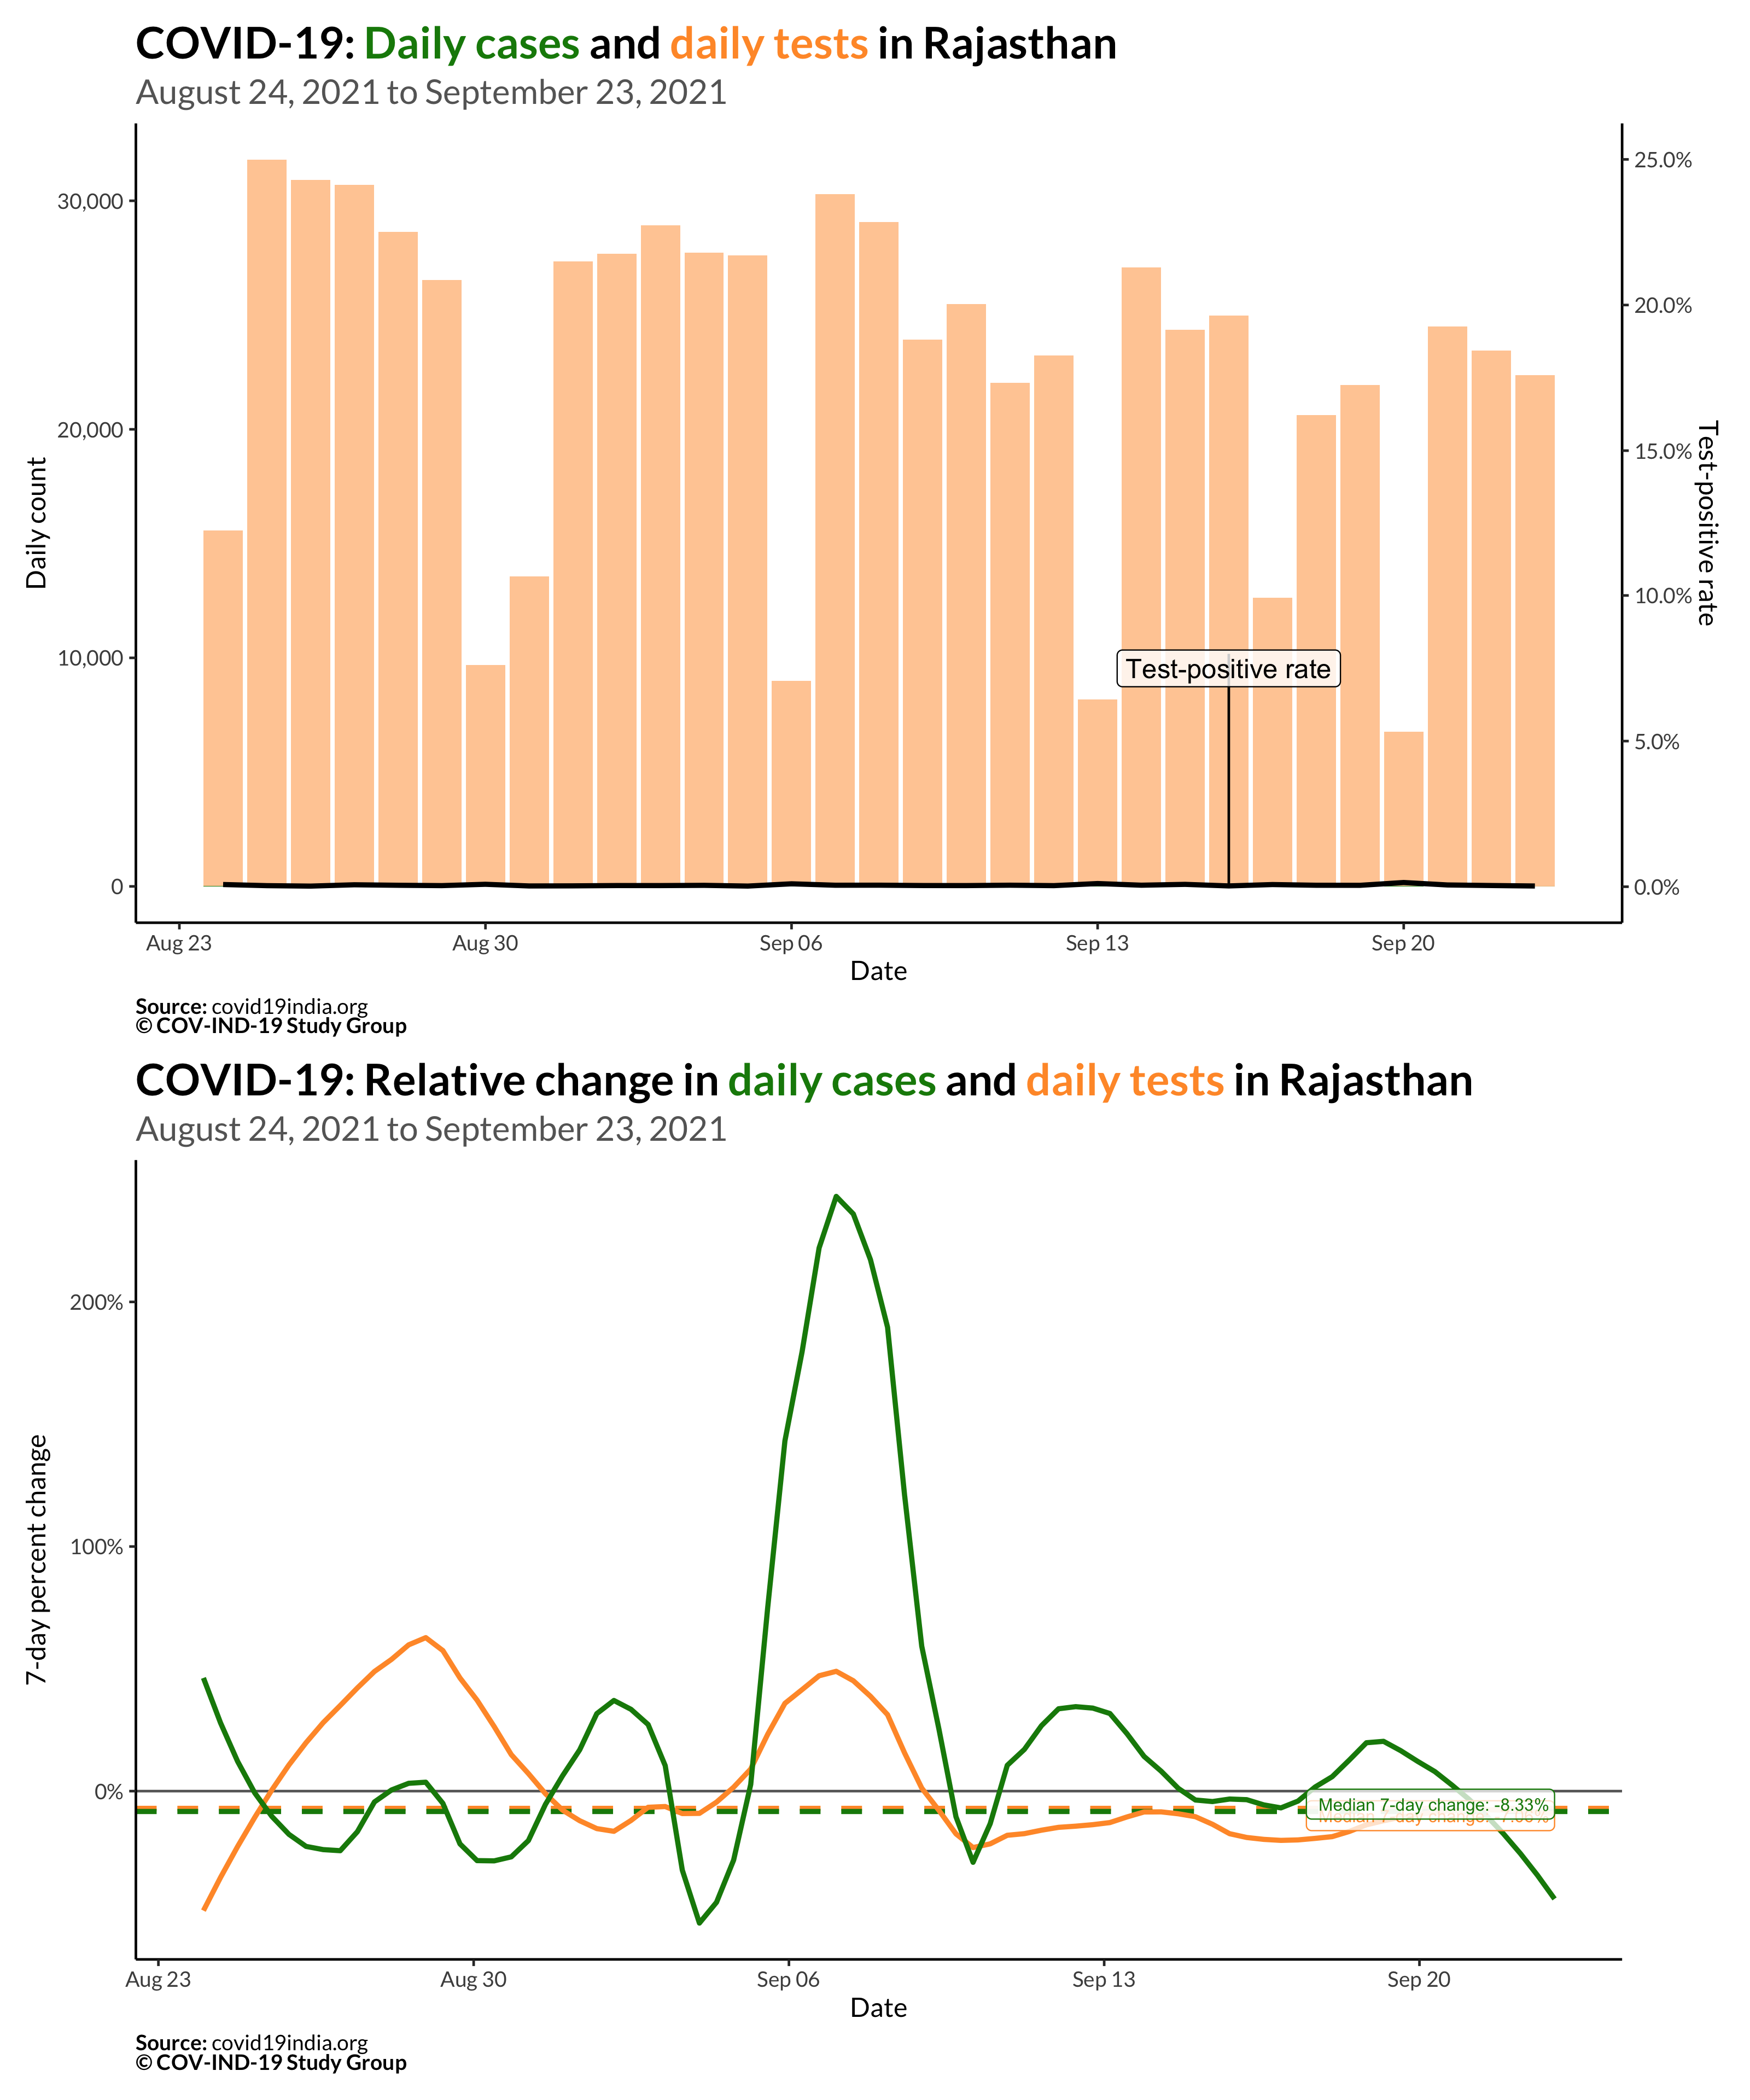 COVID-19: Daily cases and daily tests in Rajasthan
August 24, 2021 to September 23, 2021
30,000
20,000
10,000
0
Daily count
25.0%
20.0%
15.0%
10.0%
5.0%
0.0%
Test-positive rate
Test-positive rate
Aug 23
Aug 30
Sep 06
Sep 13
Sep 20
Date
Source: covid19india.org
© COV-IND-19 Study Group
COVID-19: Relative change in daily cases and daily tests in Rajasthan
August 24, 2021 to September 23, 2021
200%
100%
0%
7-day percent change
Median 7-day change: -8.33%
Median 7-day change:
Aug 23
Aug 30
Sep 06
Sep 13
Sep 20
Date
Source: covid19india.org
© COV-IND-19 Study Group